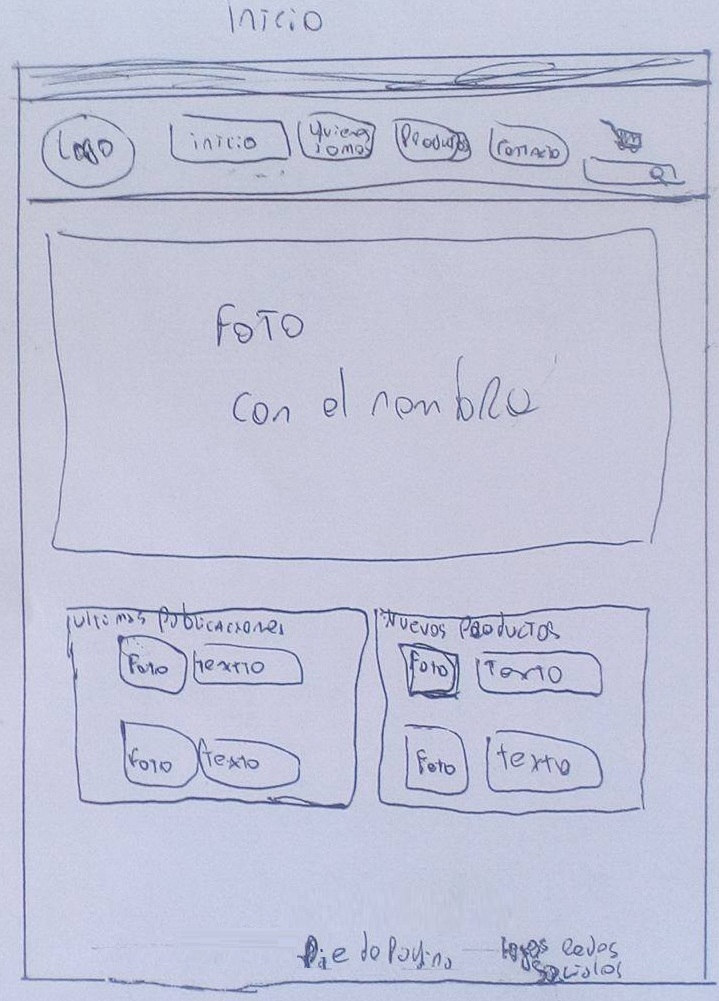 Inicio
Logo
inicio
Quienes
somos
Productos
Contacto
FOTO
con el nombre
Ultimas Publicaciones
Foto
texto
Foto
texto
Nuevos Productos
Foto
Texto
Foto
texto
Pie de Pagina
logos redes
sociales